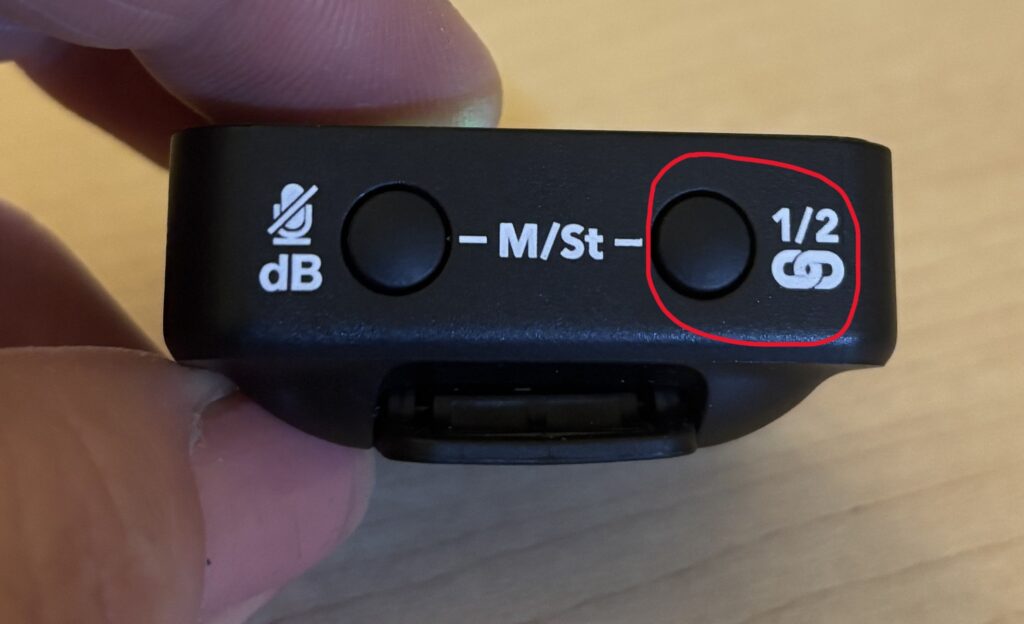 dB
– M/St –
1/2